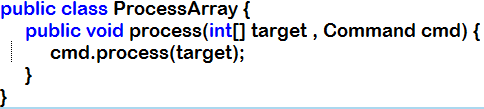 public class ProcessArray {
public void process(int[] target , Command cmd) {
cmd.process(target);
}
}